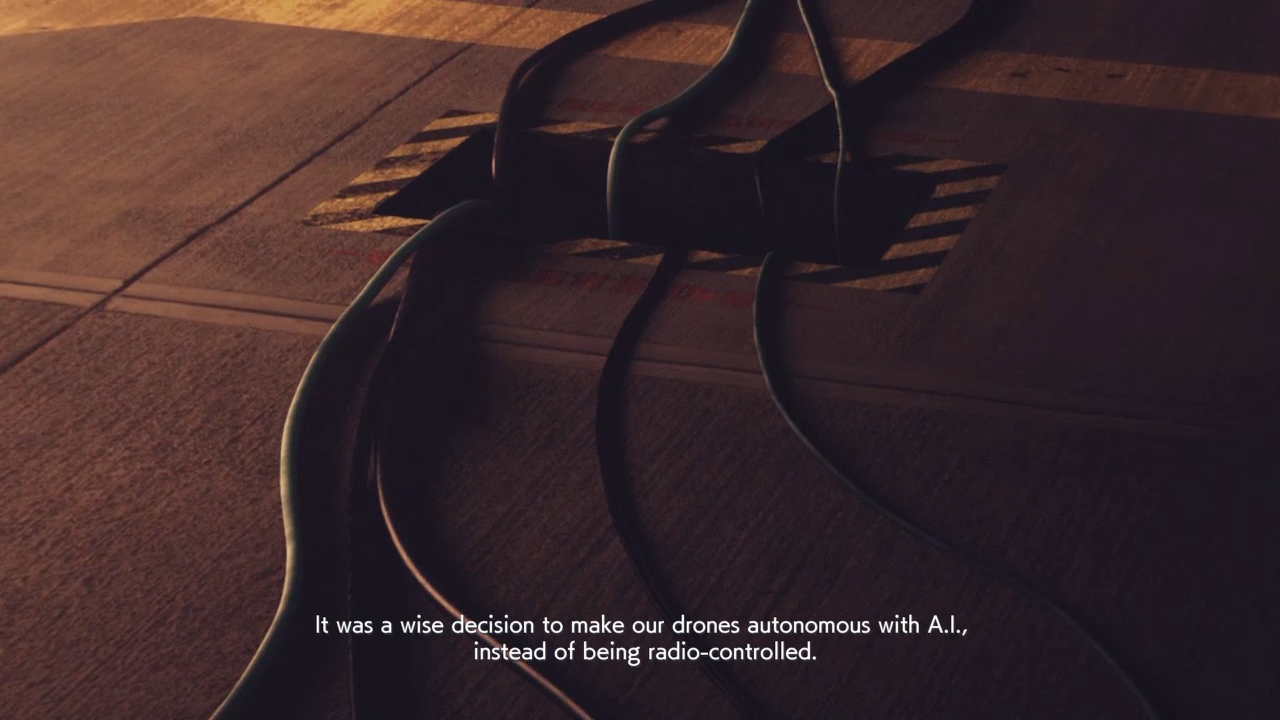 It was a wise decision to make our drones autonomous with A.I.,
instead of being radio-controlled.